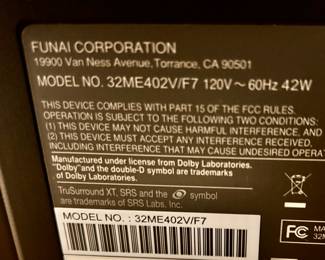 FUNAI CORPORATION
19900 Van Ness Avenue, Torrance, CA 90501
MODEL NO. 32ME402V/F7 120V～60Hz 42W
THIS DEVICE COMPLIES WITH PART 15 OF THE FCC RULES.
OPERATION IS SUBJECT TO THE FOLLOWING TWO CONDITIONS:
(1) THIS DEVICE MAY NOT CAUSE HARMFUL INTERFERENCE, AND
(2) THIS DEVICE MUST ACCEPT ANY INTERFERENCE RECEIVED,
INCLUDING INTERFERENCE THAT MAY CAUSE UNDESIRED OPERAT
Manufactured under license from Dolby Laboratories.
"Dolby" and the double-D symbol are trademarks
of Dolby Laboratories.
TruSurround XT, SRS and the symbol
are trademarks of SRS Labs, Inc.
MODEL NO. : 32ME402V/F7
FC MA
32M